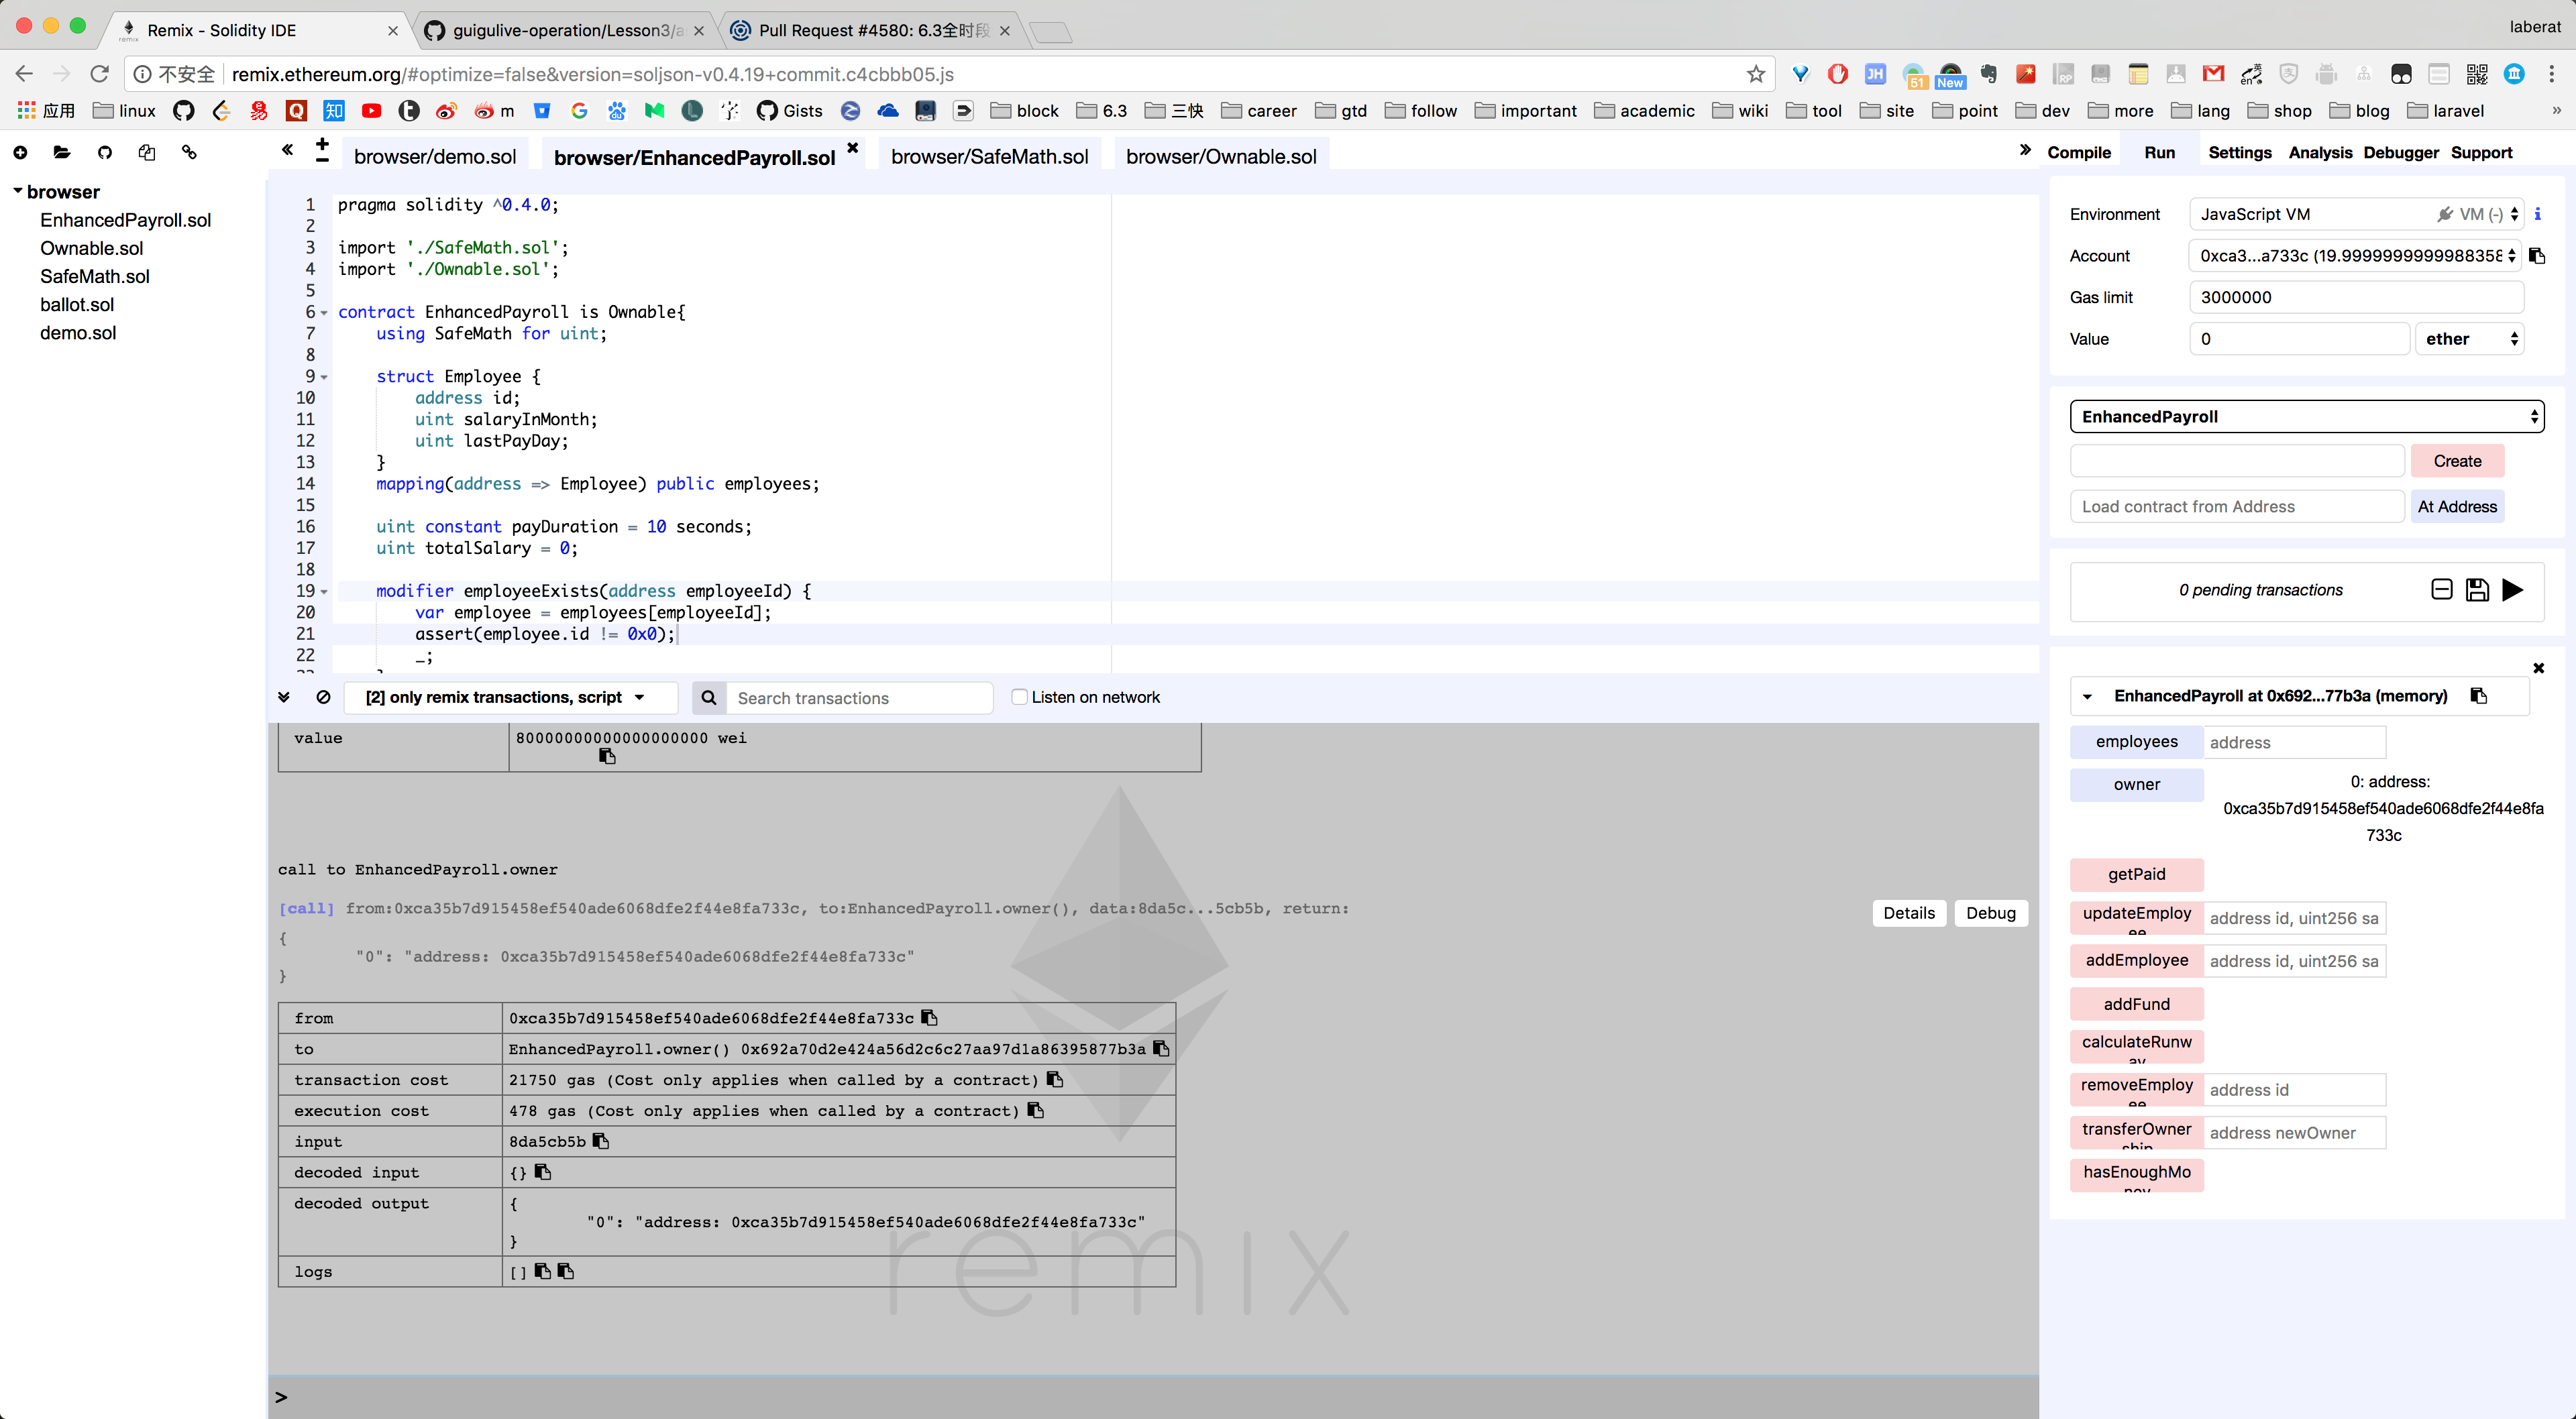 laberat
Remix - Solidity IDE
guigulive-operation/Lesson3/a
Pull Request #4580: 6.3全时段
不安全 remix.ethereum.org/#optimize=false&version=soljson-v0.4.19+commit.c4cbbb05.js
51 New
应用 linux m Gists block 6.3 三快 career gtd follow important academic wiki tool site point dev more lang shop blog laravel »
browser
EnhancedPayroll.sol
Ownable.sol
SafeMath.sol
ballot.sol
demo.sol
browser/demo.sol browser/EnhancedPayroll.sol browser/SafeMath.sol browser/Ownable.sol
1 pragma solidity ^0.4.0;
2
3 import './SafeMath.sol';
4 import './Ownable.sol';
5
6 contract EnhancedPayroll is Ownable{
7 using SafeMath for uint;
8
9 struct Employee {
10 address id;
11 uint salaryInMonth;
12 uint lastPayDay;
13 }
14 mapping(address => Employee) public employees;
15
16 uint constant payDuration = 10 seconds;
17 uint totalSalary = 0;
18
19 modifier employeeExists(address employeeId) {
20 var employee = employees[employeeId];
21 assert(employee.id != 0x0);
22 _;
[2] only remix transactions, script
Search transactions
Listen on network
value 80000000000000000000 wei
call to EnhancedPayroll.owner
[call] from:0xca35b7d915458ef540ade6068dfe2f44e8fa733c, to:EnhancedPayroll.owner(), data:8da5c...5cb5b, return:
{
"0": "address: 0xca35b7d915458ef540ade6068dfe2f44e8fa733c"
}
Details Debug
from 0xca35b7d915458ef540ade6068dfe2f44e8fa733c
to EnhancedPayroll.owner() 0x692a70d2e424a56d2c6c27aa97d1a86395877b3a
transaction cost 21750 gas (Cost only applies when called by a contract)
execution cost 478 gas (Cost only applies when called by a contract)
input 8da5cb5b
decoded input {}
decoded output {
"0": "address: 0xca35b7d915458ef540ade6068dfe2f44e8fa733c"
}
logs []
remix
>
Compile Run Settings Analysis Debugger Support
Environment JavaScript VM VM (-)
Account 0xca3...a733c (19.9999999999988358
Gas limit 3000000
Value 0 ether
EnhancedPayroll
Create
Load contract from Address At Address
0 pending transactions
EnhancedPayroll at 0x692...77b3a (memory)
employees address
owner 0: address:
0xca35b7d915458ef540ade6068dfe2f44e8fa
733c
getPaid
updateEmployee address id, uint256 sa
addEmployee address id, uint256 sa
addFund
calculateRunway
removeEmployee address id
transferOwnership address newOwner
hasEnoughMoney